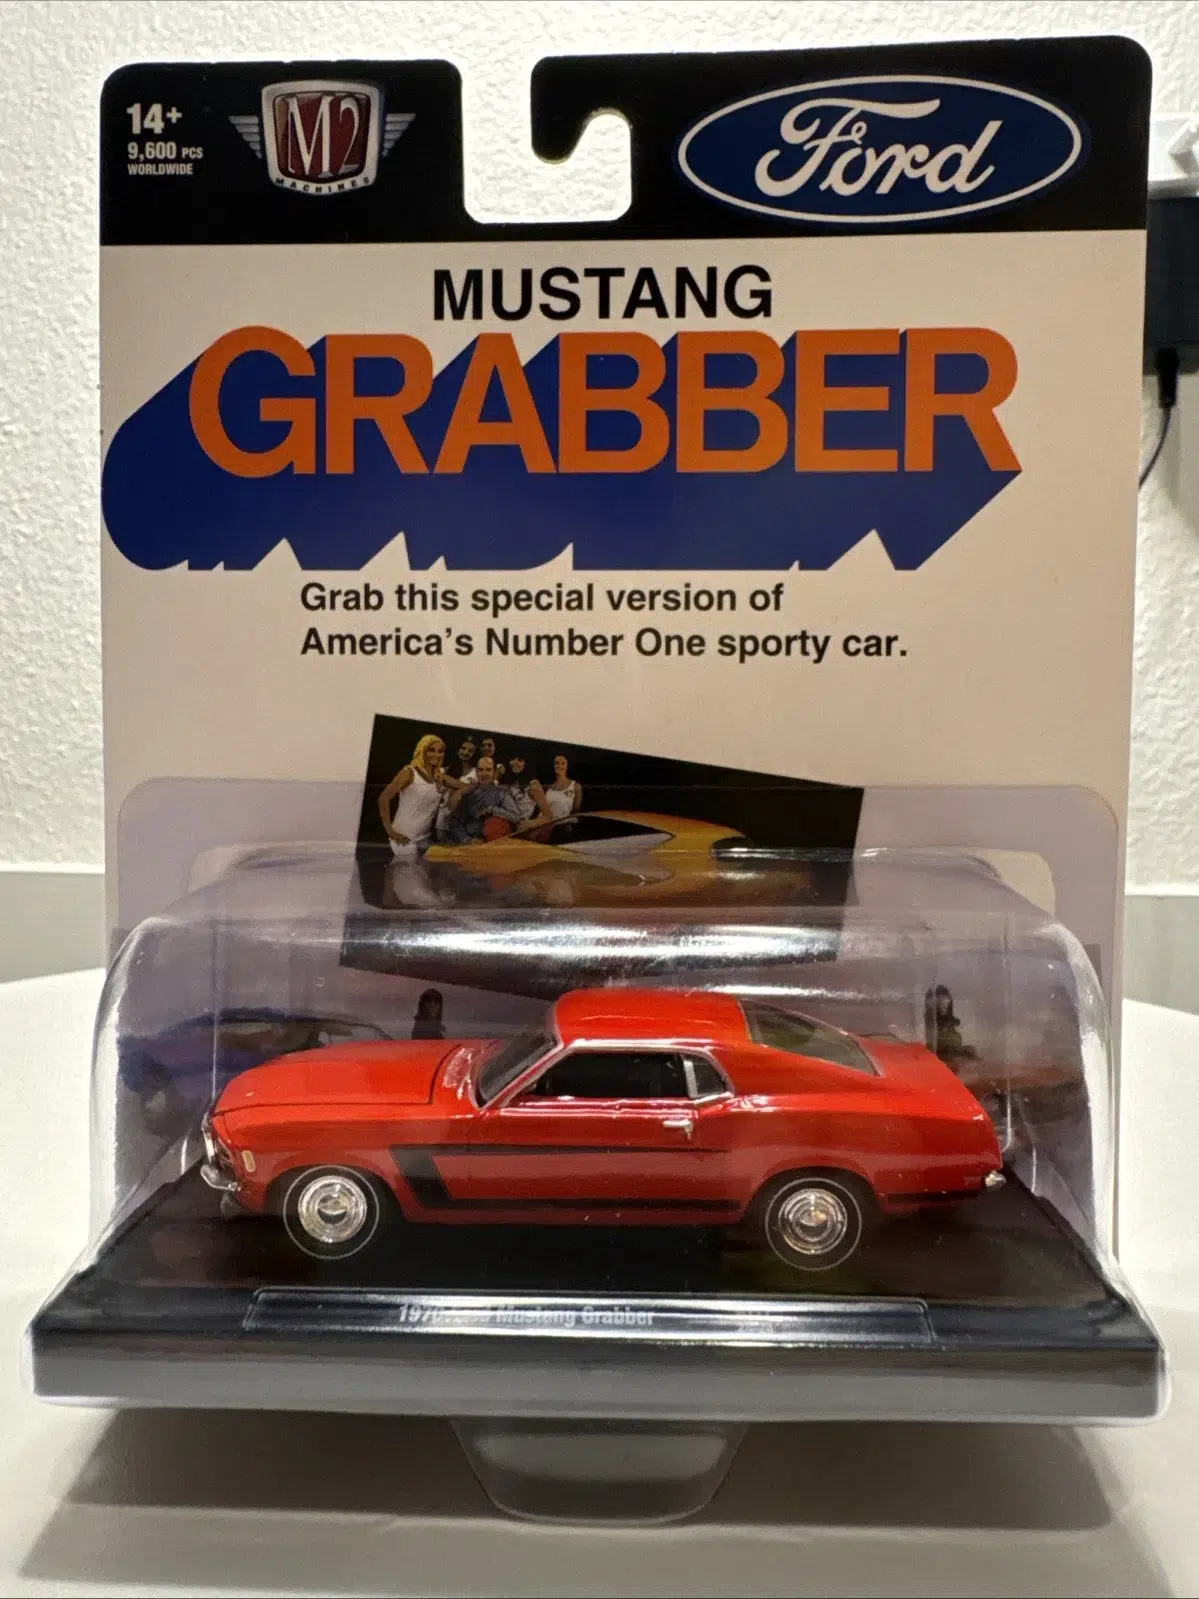 14+
9,600 PCS
WORLDWIDE
M2
MACHINES
Ford
MUSTANG
GRABBER
Grab this special version of
America's Number One sporty car.
Mustang Grabber